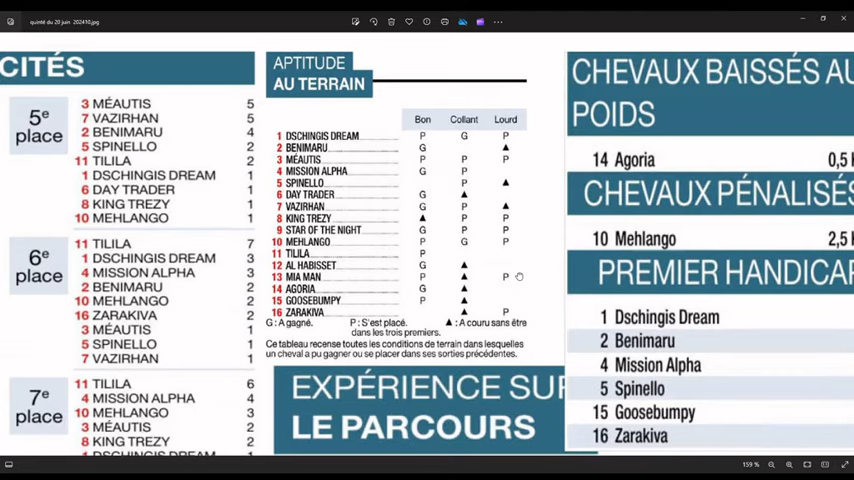 quinté du 20 juin 202410.jpg
CITÉS
5e place
3 MÉAUTIS 5
7 VAZIRHAN 5
2 BENIMARU 4
5 SPINELLO 2
11 TILILA 2
1 DSCHINGIS DREAM 1
6 DAY TRADER 1
8 KING TREZY 1
10 MEHLANGO 1
6e place
11 TILILA 7
1 DSCHINGIS DREAM 3
4 MISSION ALPHA 3
2 BENIMARU 2
10 MEHLANGO 2
16 ZARAKIVA 2
3 MÉAUTIS 1
5 SPINELLO 1
7 VAZIRHAN 1
7e place
11 TILILA 6
4 MISSION ALPHA 4
10 MEHLANGO 3
3 MÉAUTIS 2
8 KING TREZY 2
1 DSCHINGIS DREAM 1
APTITUDE
AU TERRAIN
Bon Collant Lourd
1 DSCHINGIS DREAM P G P
2 BENIMARU G ▲
3 MÉAUTIS P P P
4 MISSION ALPHA G P
5 SPINELLO P ▲
6 DAY TRADER G ▲
7 VAZIRHAN G P ▲
8 KING TREZY ▲ P P
9 STAR OF THE NIGHT G P P
10 MEHLANGO P G P
11 TILILA P
12 AL HABISSET G ▲
13 MIA MAN P ▲ P
14 AGORIA G ▲
15 GOOSEBUMPY P ▲
16 ZARAKIVA ▲ P
G : A gagné. P : S'est placé. ▲ : A couru sans être
dans les trois premiers.
Ce tableau recense toutes les conditions de terrain dans lesquelles
un cheval a pu gagner ou se placer dans ses sorties précédentes.
EXPÉRIENCE SUR
LE PARCOURS
CHEVAUX BAISSÉS AU
POIDS
14 Agoria 0,5
CHEVAUX PÉNALISÉS
10 Mehlango 2,5
PREMIER HANDICAP
1 Dschingis Dream
2 Benimaru
4 Mission Alpha
5 Spinello
15 Goosebumpy
16 Zarakiva
159 %